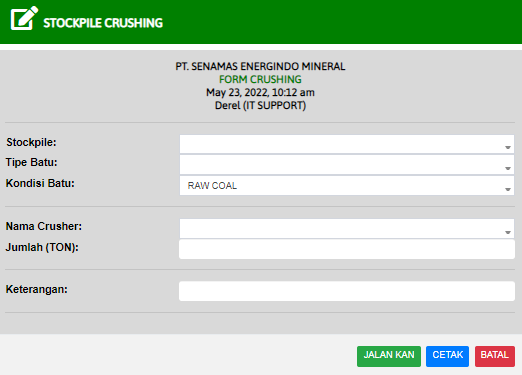 STOCKPILE CRUSHING
PT. SENAMAS ENERGINDO MINERAL
FORM CRUSHING
May 23, 2022, 10:12 am
Derel (IT SUPPORT)
Stockpile:
Tipe Batu:
Kondisi Batu: RAW COAL
Nama Crusher:
Jumlah (TON):
Keterangan:
JALAN KAN CETAK BATAL